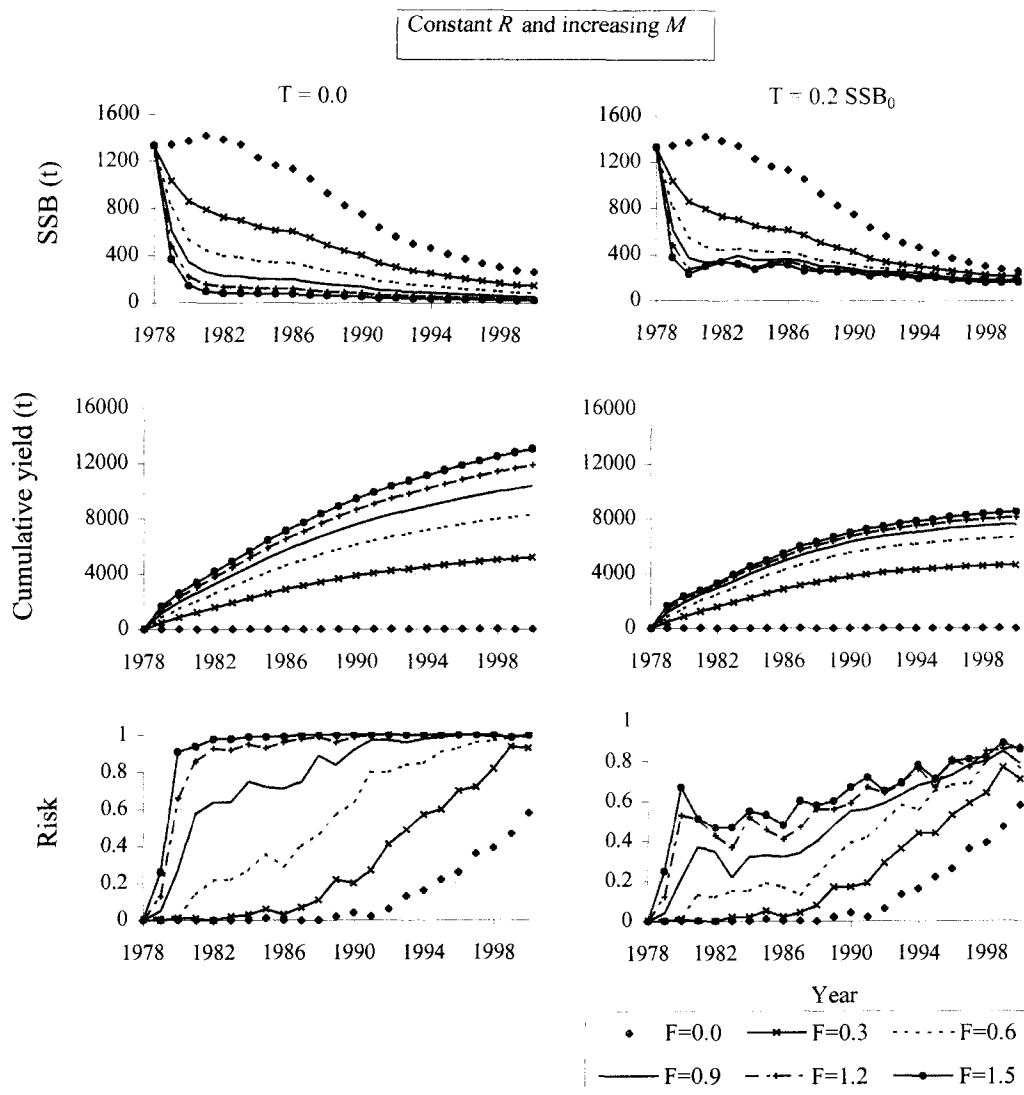 Constant R and increasing M
T = 0.0
T = 0.2 SSB₀
SSB (t)
1600
1200
800
400
0
1978 1982 1986 1990 1994 1998
1600
1200
800
400
0
1978 1982 1986 1990 1994 1998
Cumulative yield (t)
16000
12000
8000
4000
0
1978 1982 1986 1990 1994 1998
16000
12000
8000
4000
0
1978 1982 1986 1990 1994 1998
Risk
1
0.8
0.6
0.4
0.2
0
1978 1982 1986 1990 1994 1998
1
0.8
0.6
0.4
0.2
0
1978 1982 1986 1990 1994 1998
Year
F=0.0 F=0.3 F=0.6
F=0.9 F=1.2 F=1.5